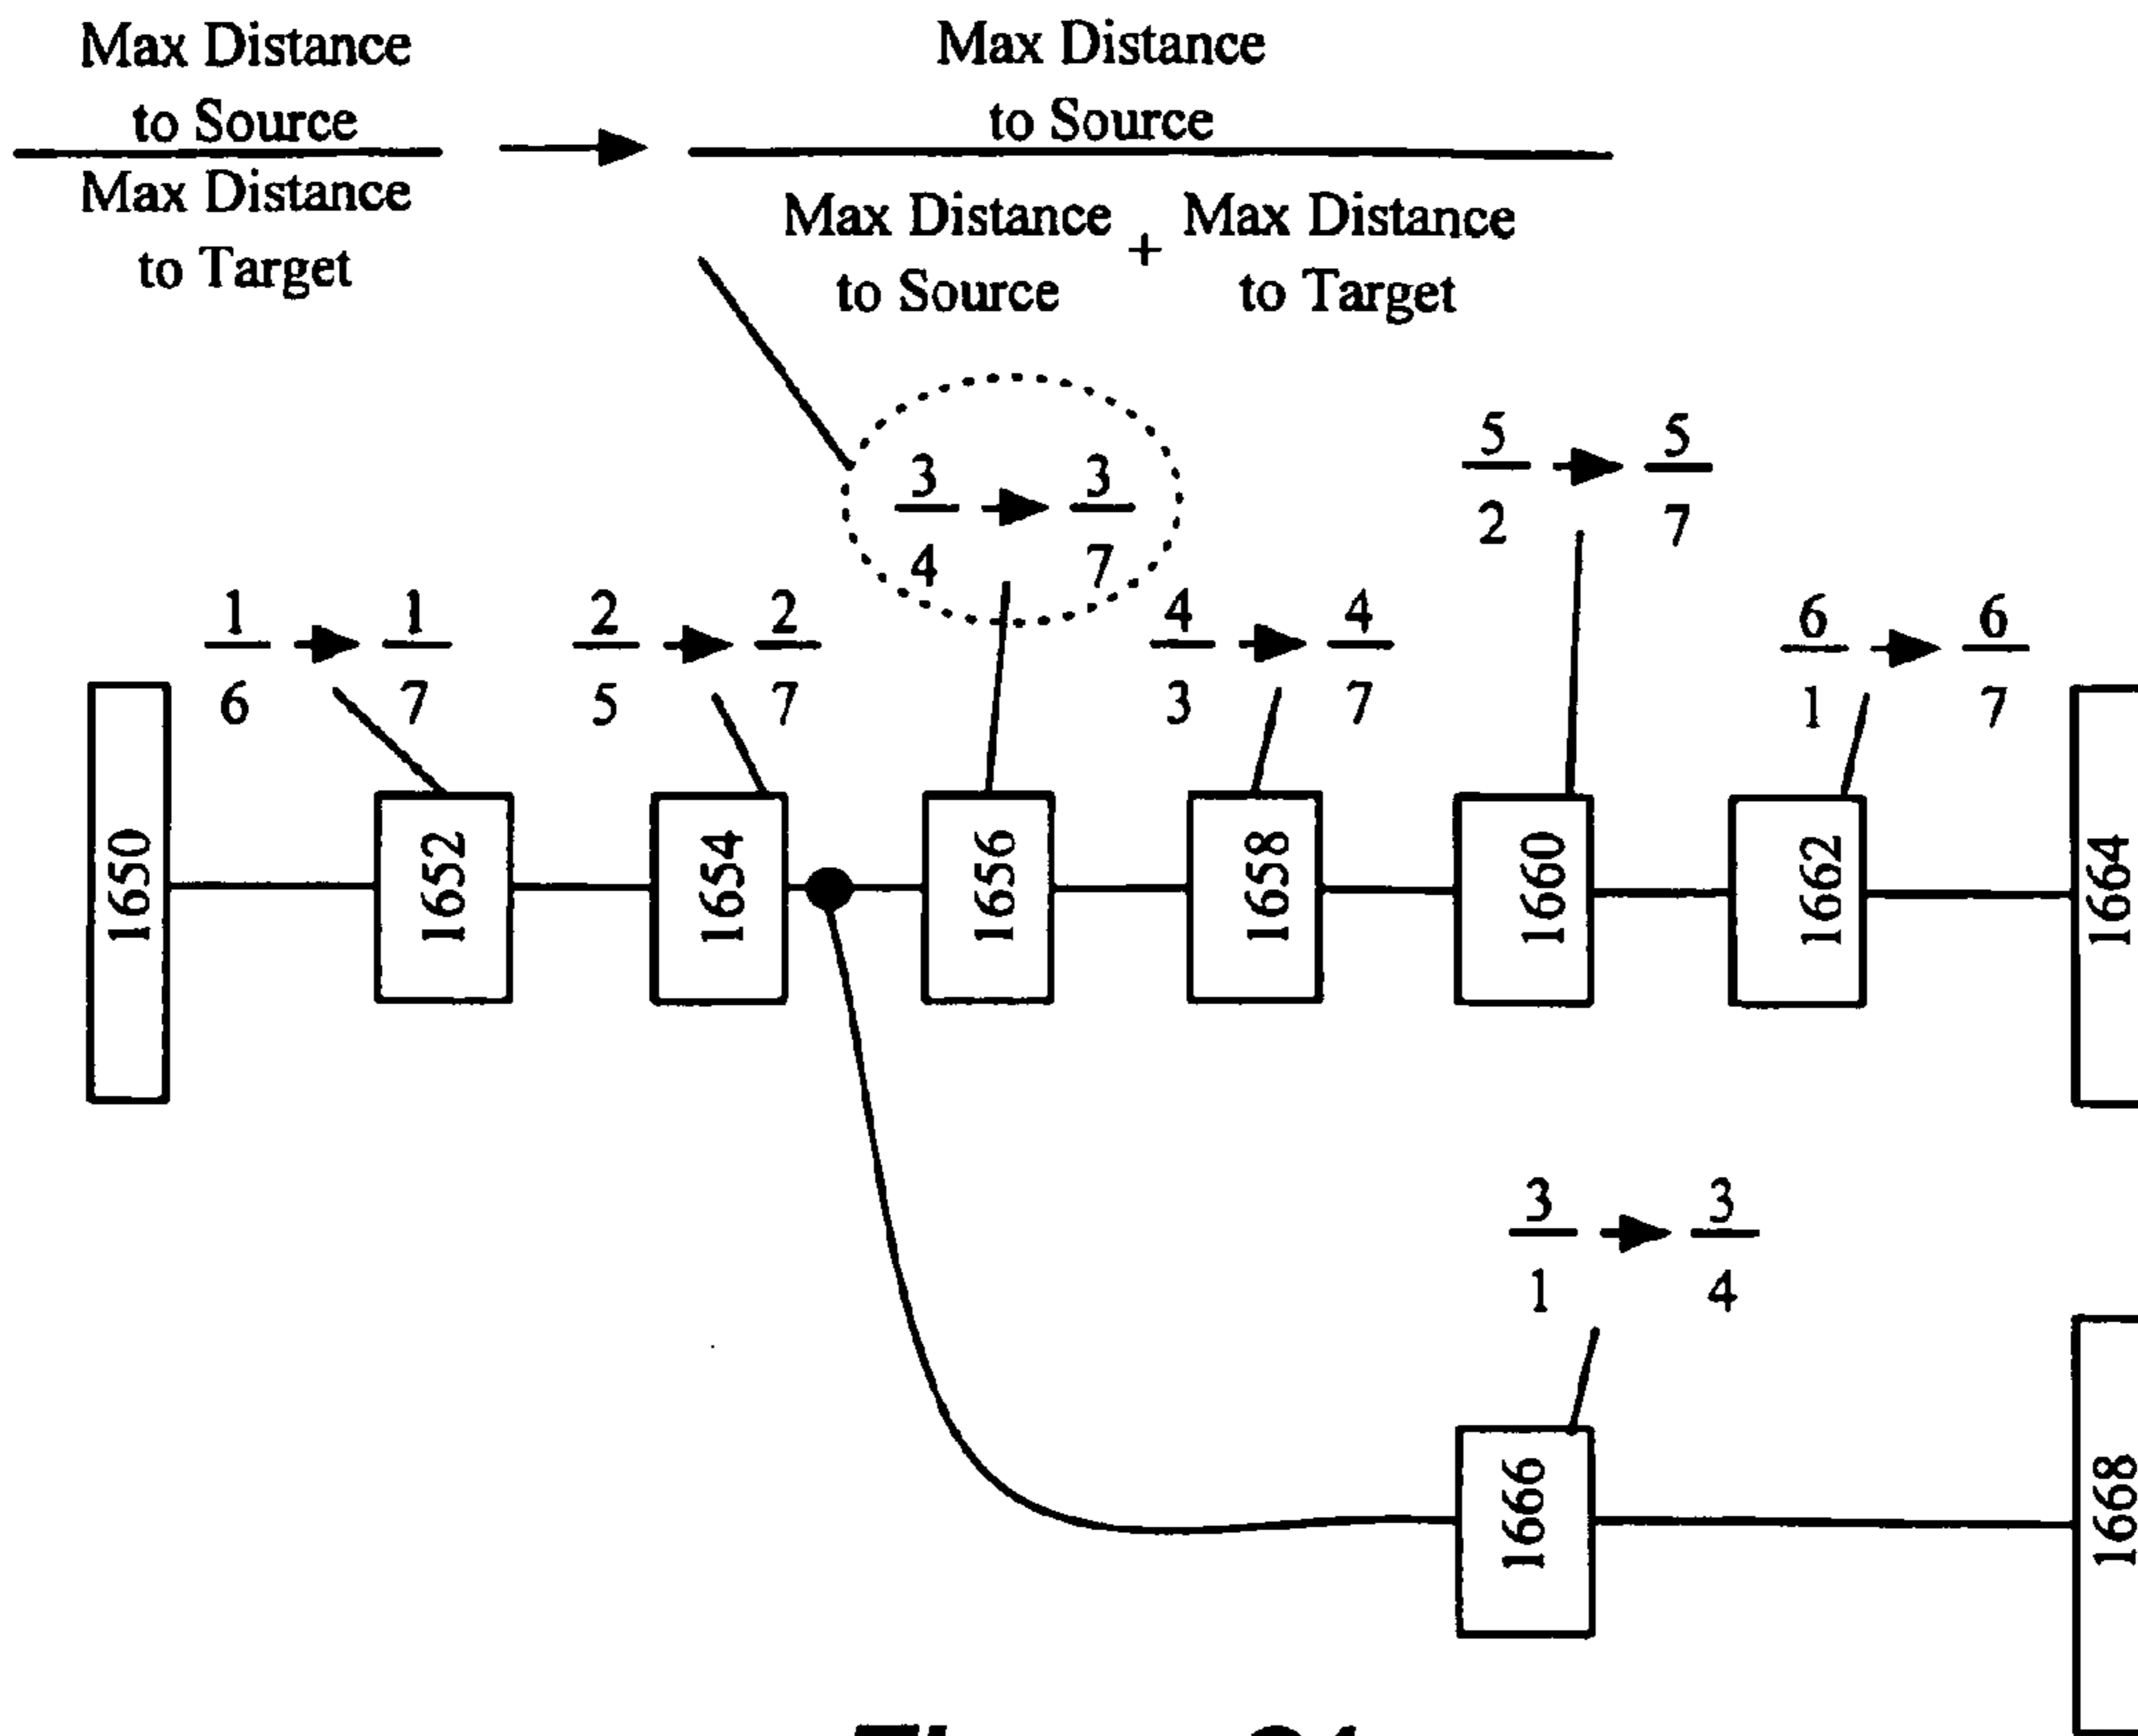 Max Distance
to Source
Max Distance
to Target
Max Distance
to Source
Max Distance
to Source
+
Max Distance
to Target
3 3
4 7
5 5
2 7
1 1
6 7
2 2
5 7
4 4
3 7
6 6
1 7
1650
1652
1654
1656
1658
1660
1662
1664
3 3
1 4
1666
1668